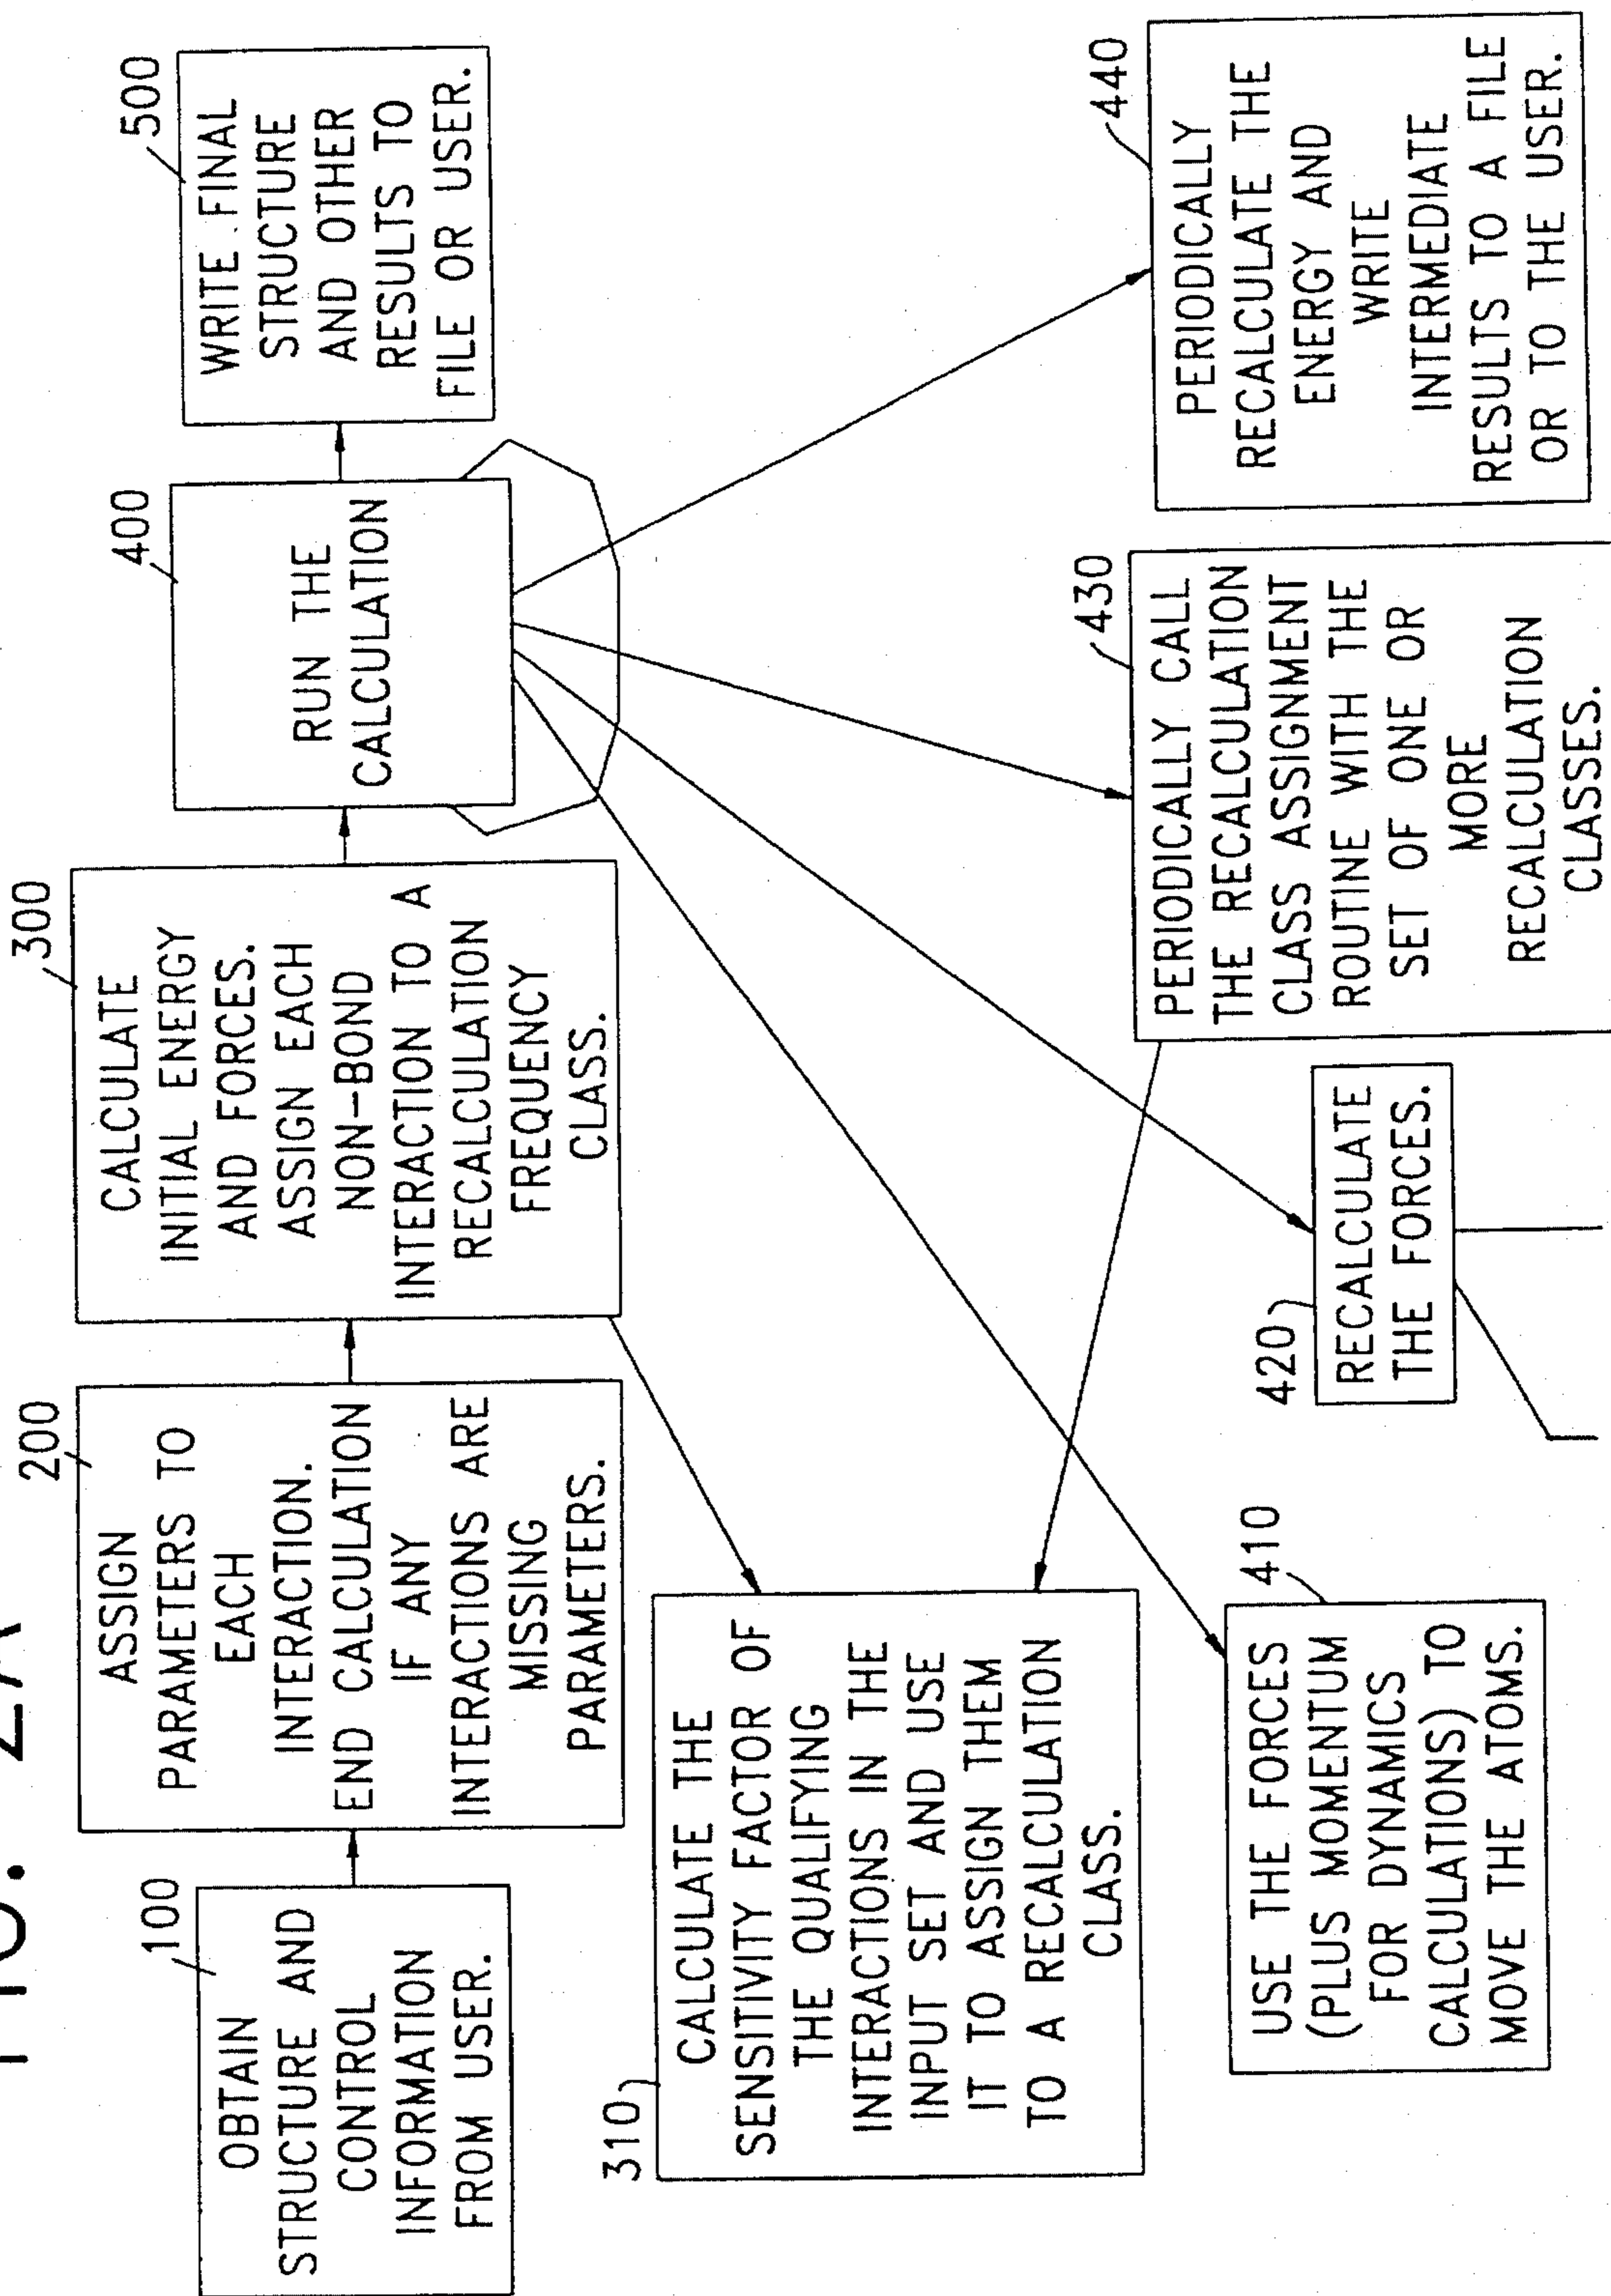 FIG. 2A
100
OBTAIN
STRUCTURE AND
CONTROL
INFORMATION
FROM USER.
200
ASSIGN
PARAMETERS TO
EACH
INTERACTION.
END CALCULATION
IF ANY
INTERACTIONS ARE
MISSING
PARAMETERS.
300
CALCULATE
INITIAL ENERGY
AND FORCES.
ASSIGN EACH
NON-BOND
INTERACTION TO A
RECALCULATION
FREQUENCY
CLASS.
400
RUN THE
CALCULATION
500
WRITE FINAL
STRUCTURE
AND OTHER
RESULTS TO
FILE OR USER.
310
CALCULATE THE
SENSITIVITY FACTOR OF
THE QUALIFYING
INTERACTIONS IN THE
INPUT SET AND USE
IT TO ASSIGN THEM
TO A RECALCULATION
CLASS.
410
USE THE FORCES
(PLUS MOMENTUM
FOR DYNAMICS
CALCULATIONS) TO
MOVE THE ATOMS.
420
RECALCULATE
THE FORCES.
430
PERIODICALLY CALL
THE RECALCULATION
CLASS ASSIGNMENT
ROUTINE WITH THE
SET OF ONE OR
MORE
RECALCULATION
CLASSES.
440
PERIODICALLY
RECALCULATE THE
ENERGY AND
WRITE
INTERMEDIATE
RESULTS TO A FILE
OR TO THE USER.